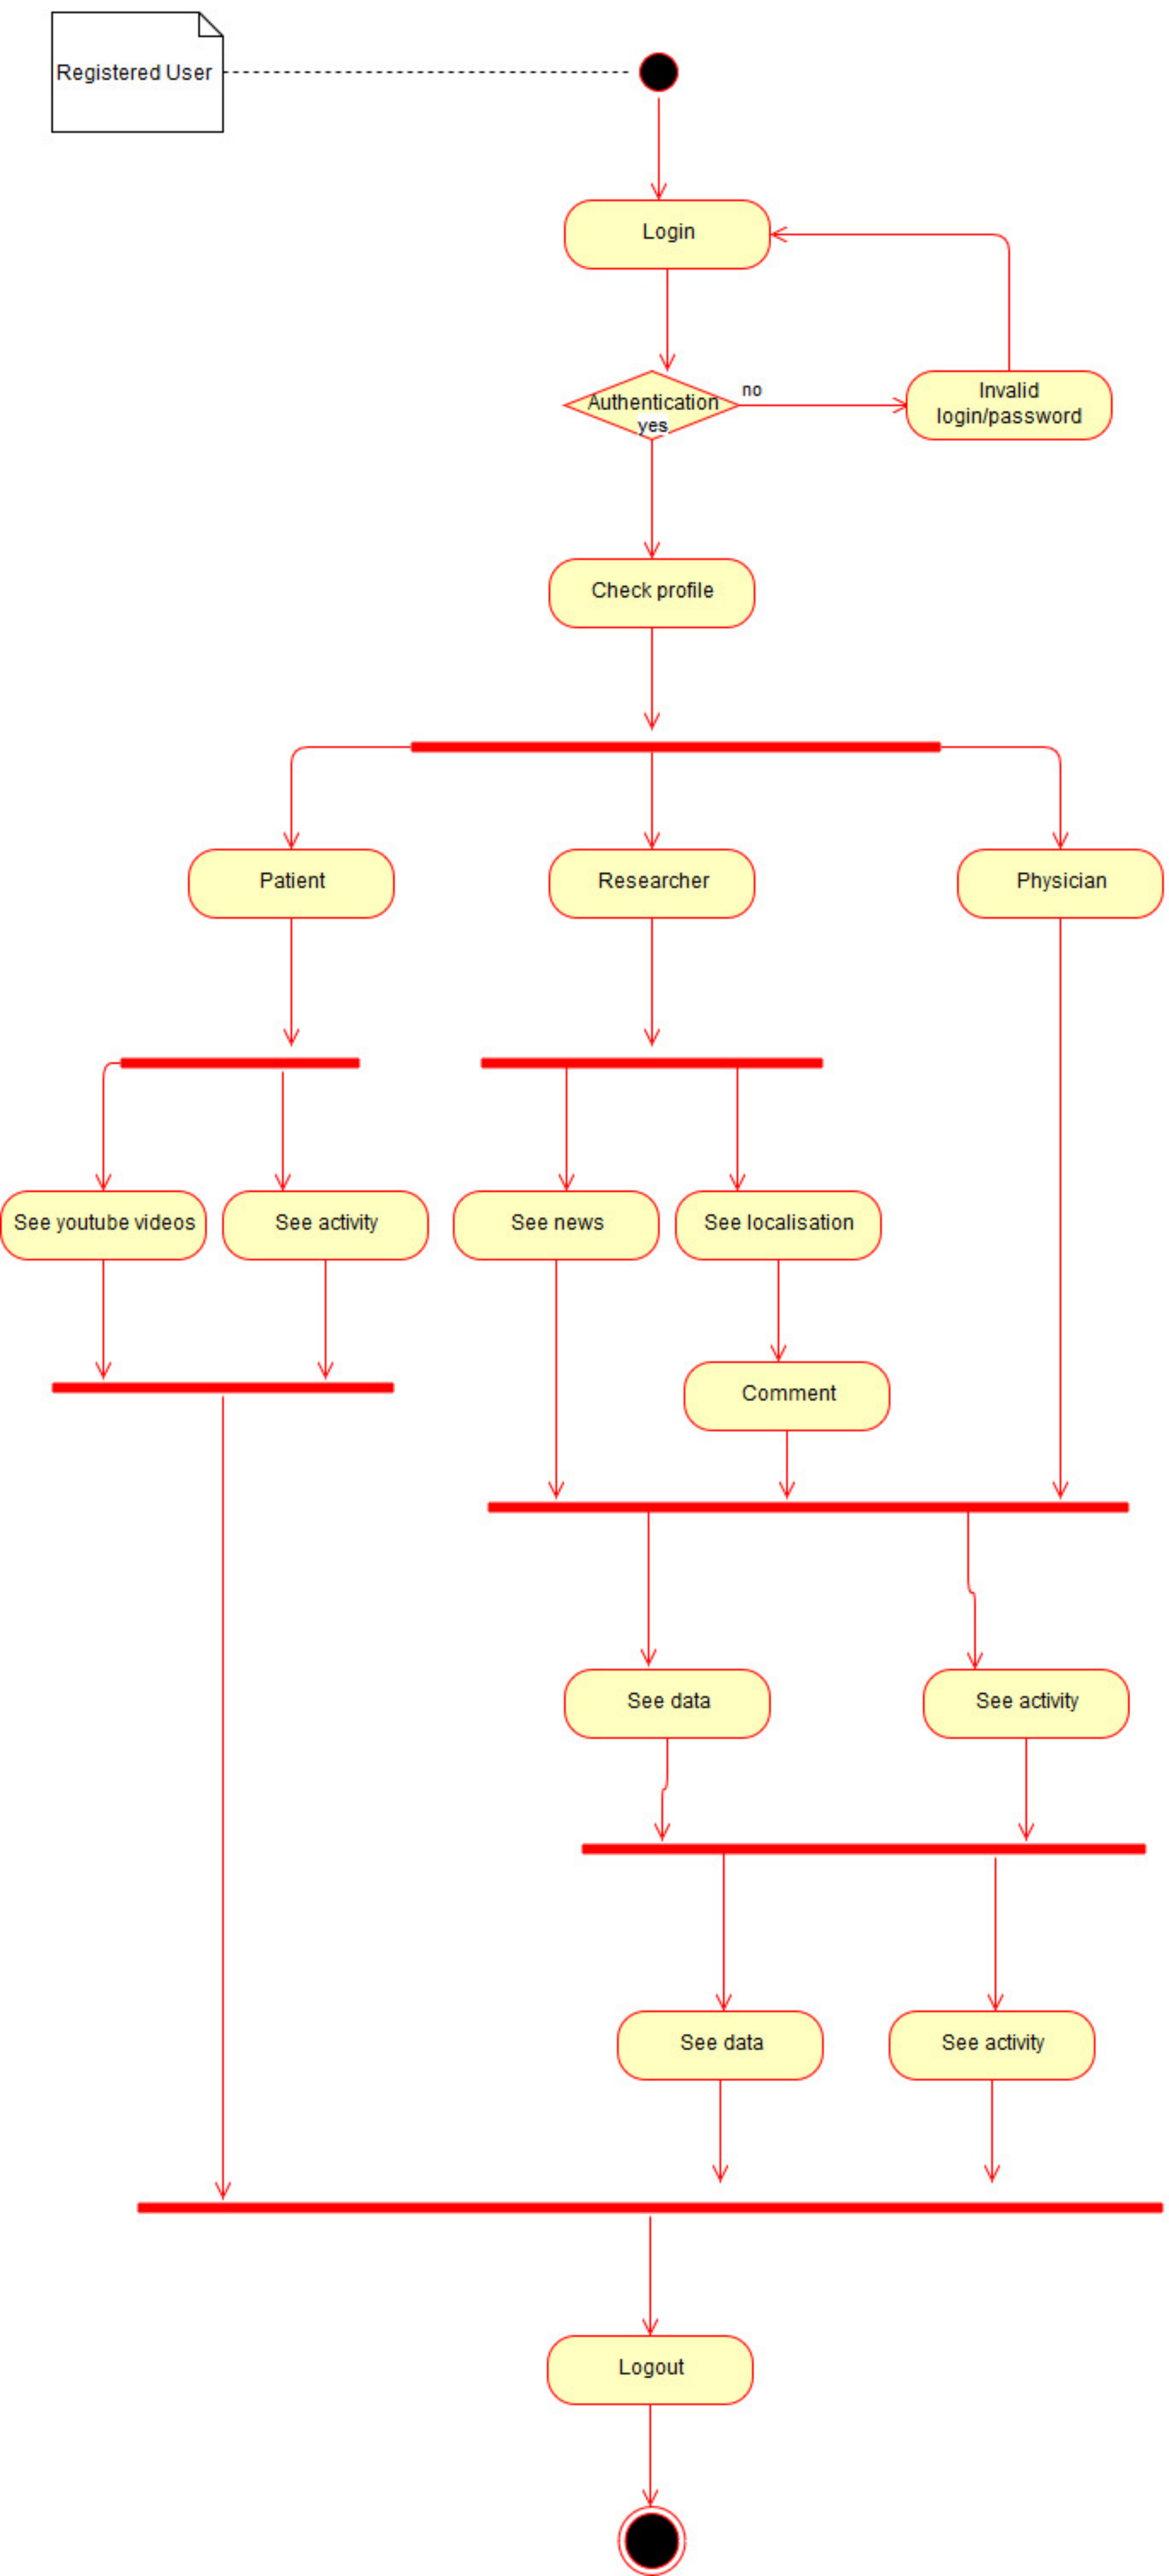 Registered User
Login
no
Authentication
yes
Invalid
login/password
Check profile
Patient
Researcher
Physician
See youtube videos
See activity
See news
See localisation
Comment
See data
See activity
See data
See activity
Logout